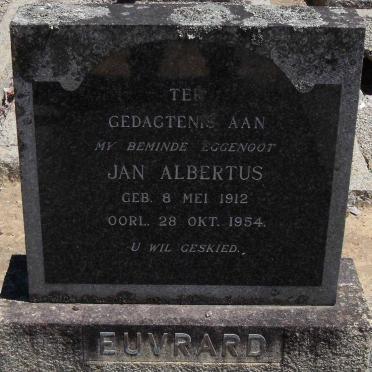 TER
GEDAGTENIS AAN
MY BEMINDE EGGENOOT
JAN ALBERTUS
GEB. 8 MEI 1912
OORL. 28 OKT. 1954.
U WIL GESKIED.
EUVRARD